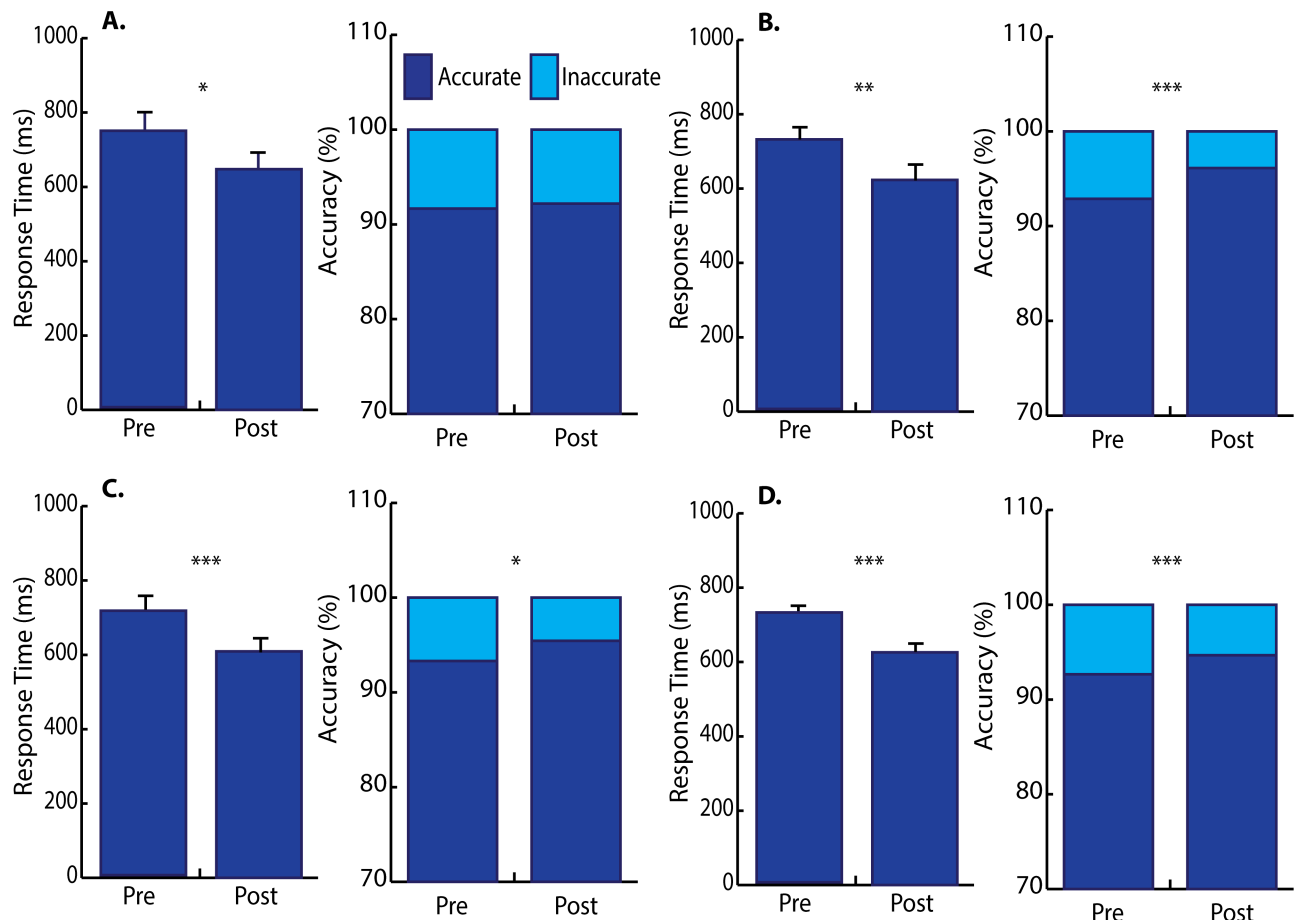 A.
Response Time (ms)
1000
800
600
400
200
0
*
Pre Post
Accuracy (%)
110
100
90
80
70
Accurate Inaccurate
Pre Post
B.
Response Time (ms)
1000
800
600
400
200
0
**
Pre Post
Accuracy (%)
110
100
90
80
70
***
Pre Post
C.
Response Time (ms)
1000
800
600
400
200
0
***
Pre Post
Accuracy (%)
110
100
90
80
70
*
Pre Post
D.
Response Time (ms)
1000
800
600
400
200
0
***
Pre Post
Accuracy (%)
110
100
90
80
70
***
Pre Post